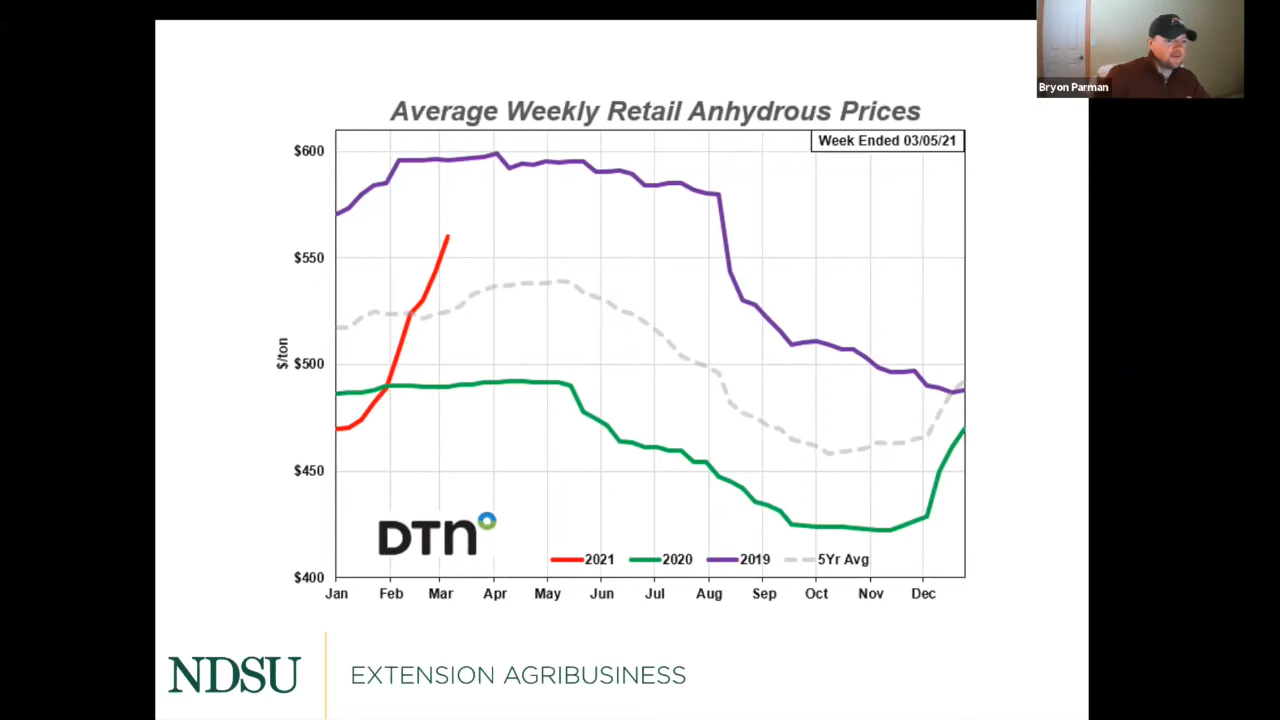 Bryon Parman
Average Weekly Retail Anhydrous Prices
Week Ended 03/05/21
$600
$550
$500
$450
$400
$/ton
DTN
2021 2020 2019 5Yr Avg
Jan Feb Mar Apr May Jun Jul Aug Sep Oct Nov Dec
NDSU EXTENSION AGRIBUSINESS